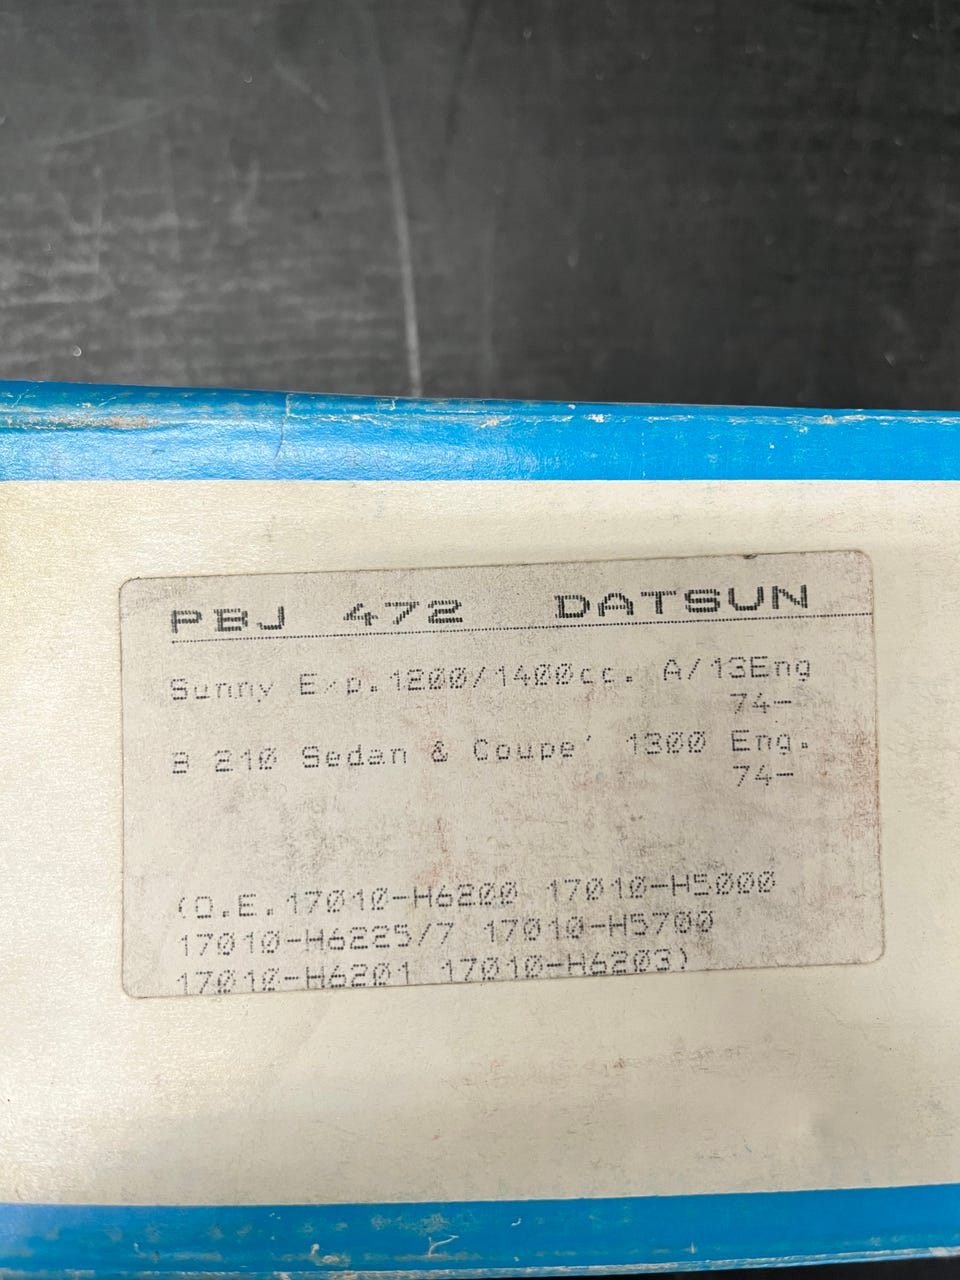 PBJ 472 DATSUN
Sunny E/p.1200/1400cc. A/13Eng
74-
B 210 Sedan & Coupe' 1300 Eng.
74-
(O.E.17010-H6200 17010-H5000
17010-H6225/7 17010-H5700
17010-H6201 17010-H6203)